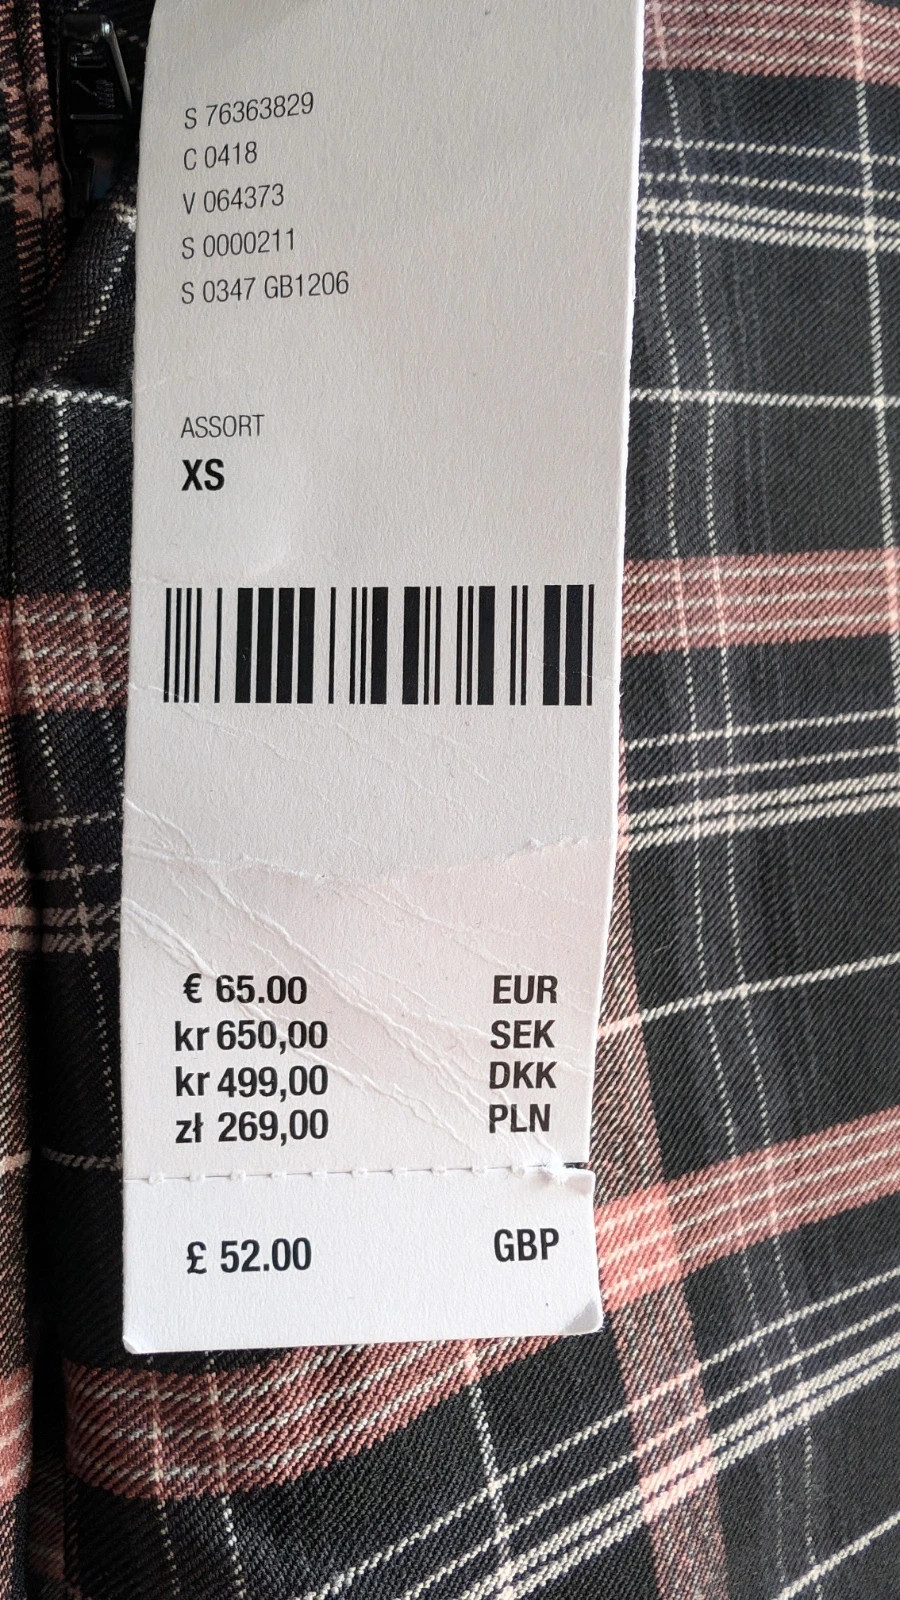 S 76363829
C 0418
V 064373
S 0000211
S 0347 GB1206
ASSORT
XS
€ 65.00 EUR
kr 650,00 SEK
kr 499,00 DKK
zł 269,00 PLN
£ 52.00 GBP